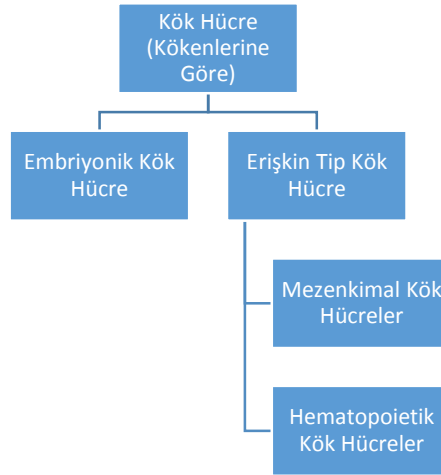 Kök Hücre
(Kökenlerine
Göre)
Embriyonik Kök
Hücre
Erişkin Tip Kök
Hücre
Mezenkimal Kök
Hücreler
Hematopoietik
Kök Hücreler